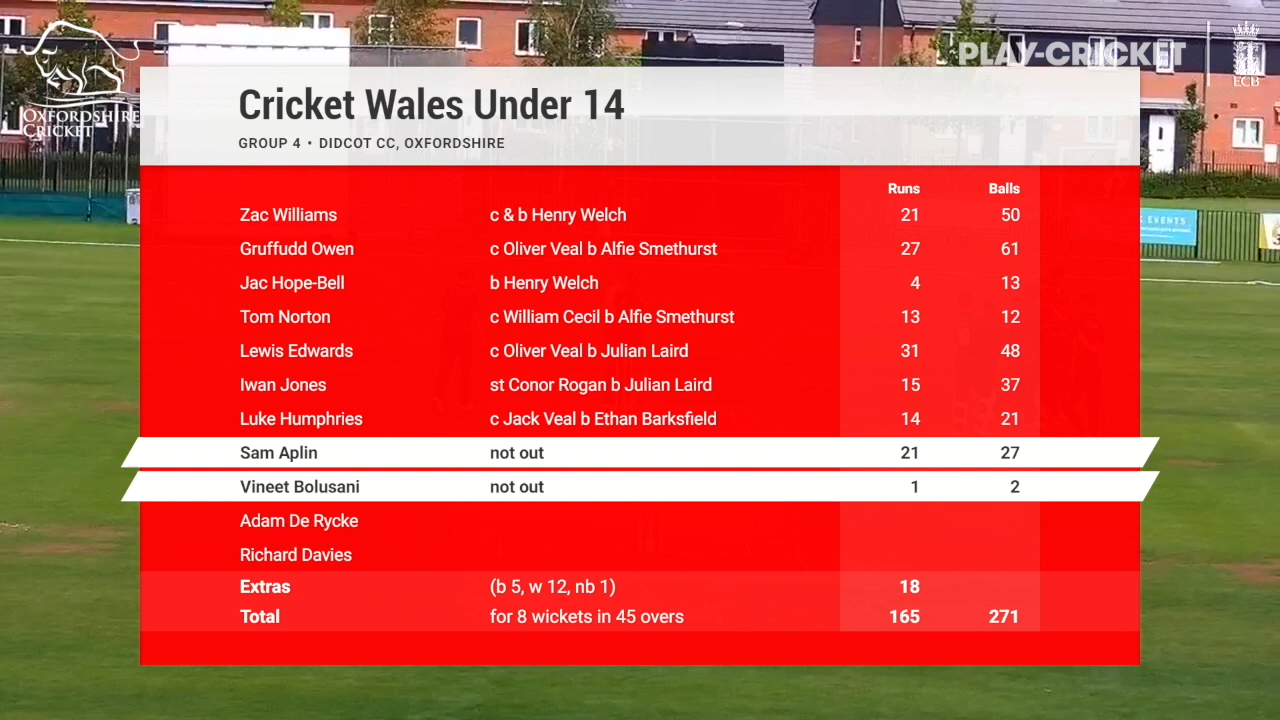 OXFORDSHIRE
CRICKET
PLAY-CRICKET
ECB
Cricket Wales Under 14
GROUP 4 • DIDCOT CC, OXFORDSHIRE
Runs Balls
Zac Williams c & b Henry Welch 21 50
Gruffudd Owen c Oliver Veal b Alfie Smethurst 27 61
Jac Hope-Bell b Henry Welch 4 13
Tom Norton c William Cecil b Alfie Smethurst 13 12
Lewis Edwards c Oliver Veal b Julian Laird 31 48
Iwan Jones st Conor Rogan b Julian Laird 15 37
Luke Humphries c Jack Veal b Ethan Barksfield 14 21
Sam Aplin not out 21 27
Vineet Bolusani not out 1 2
Adam De Rycke
Richard Davies
Extras (b 5, w 12, nb 1) 18
Total for 8 wickets in 45 overs 165 271
EVENTS